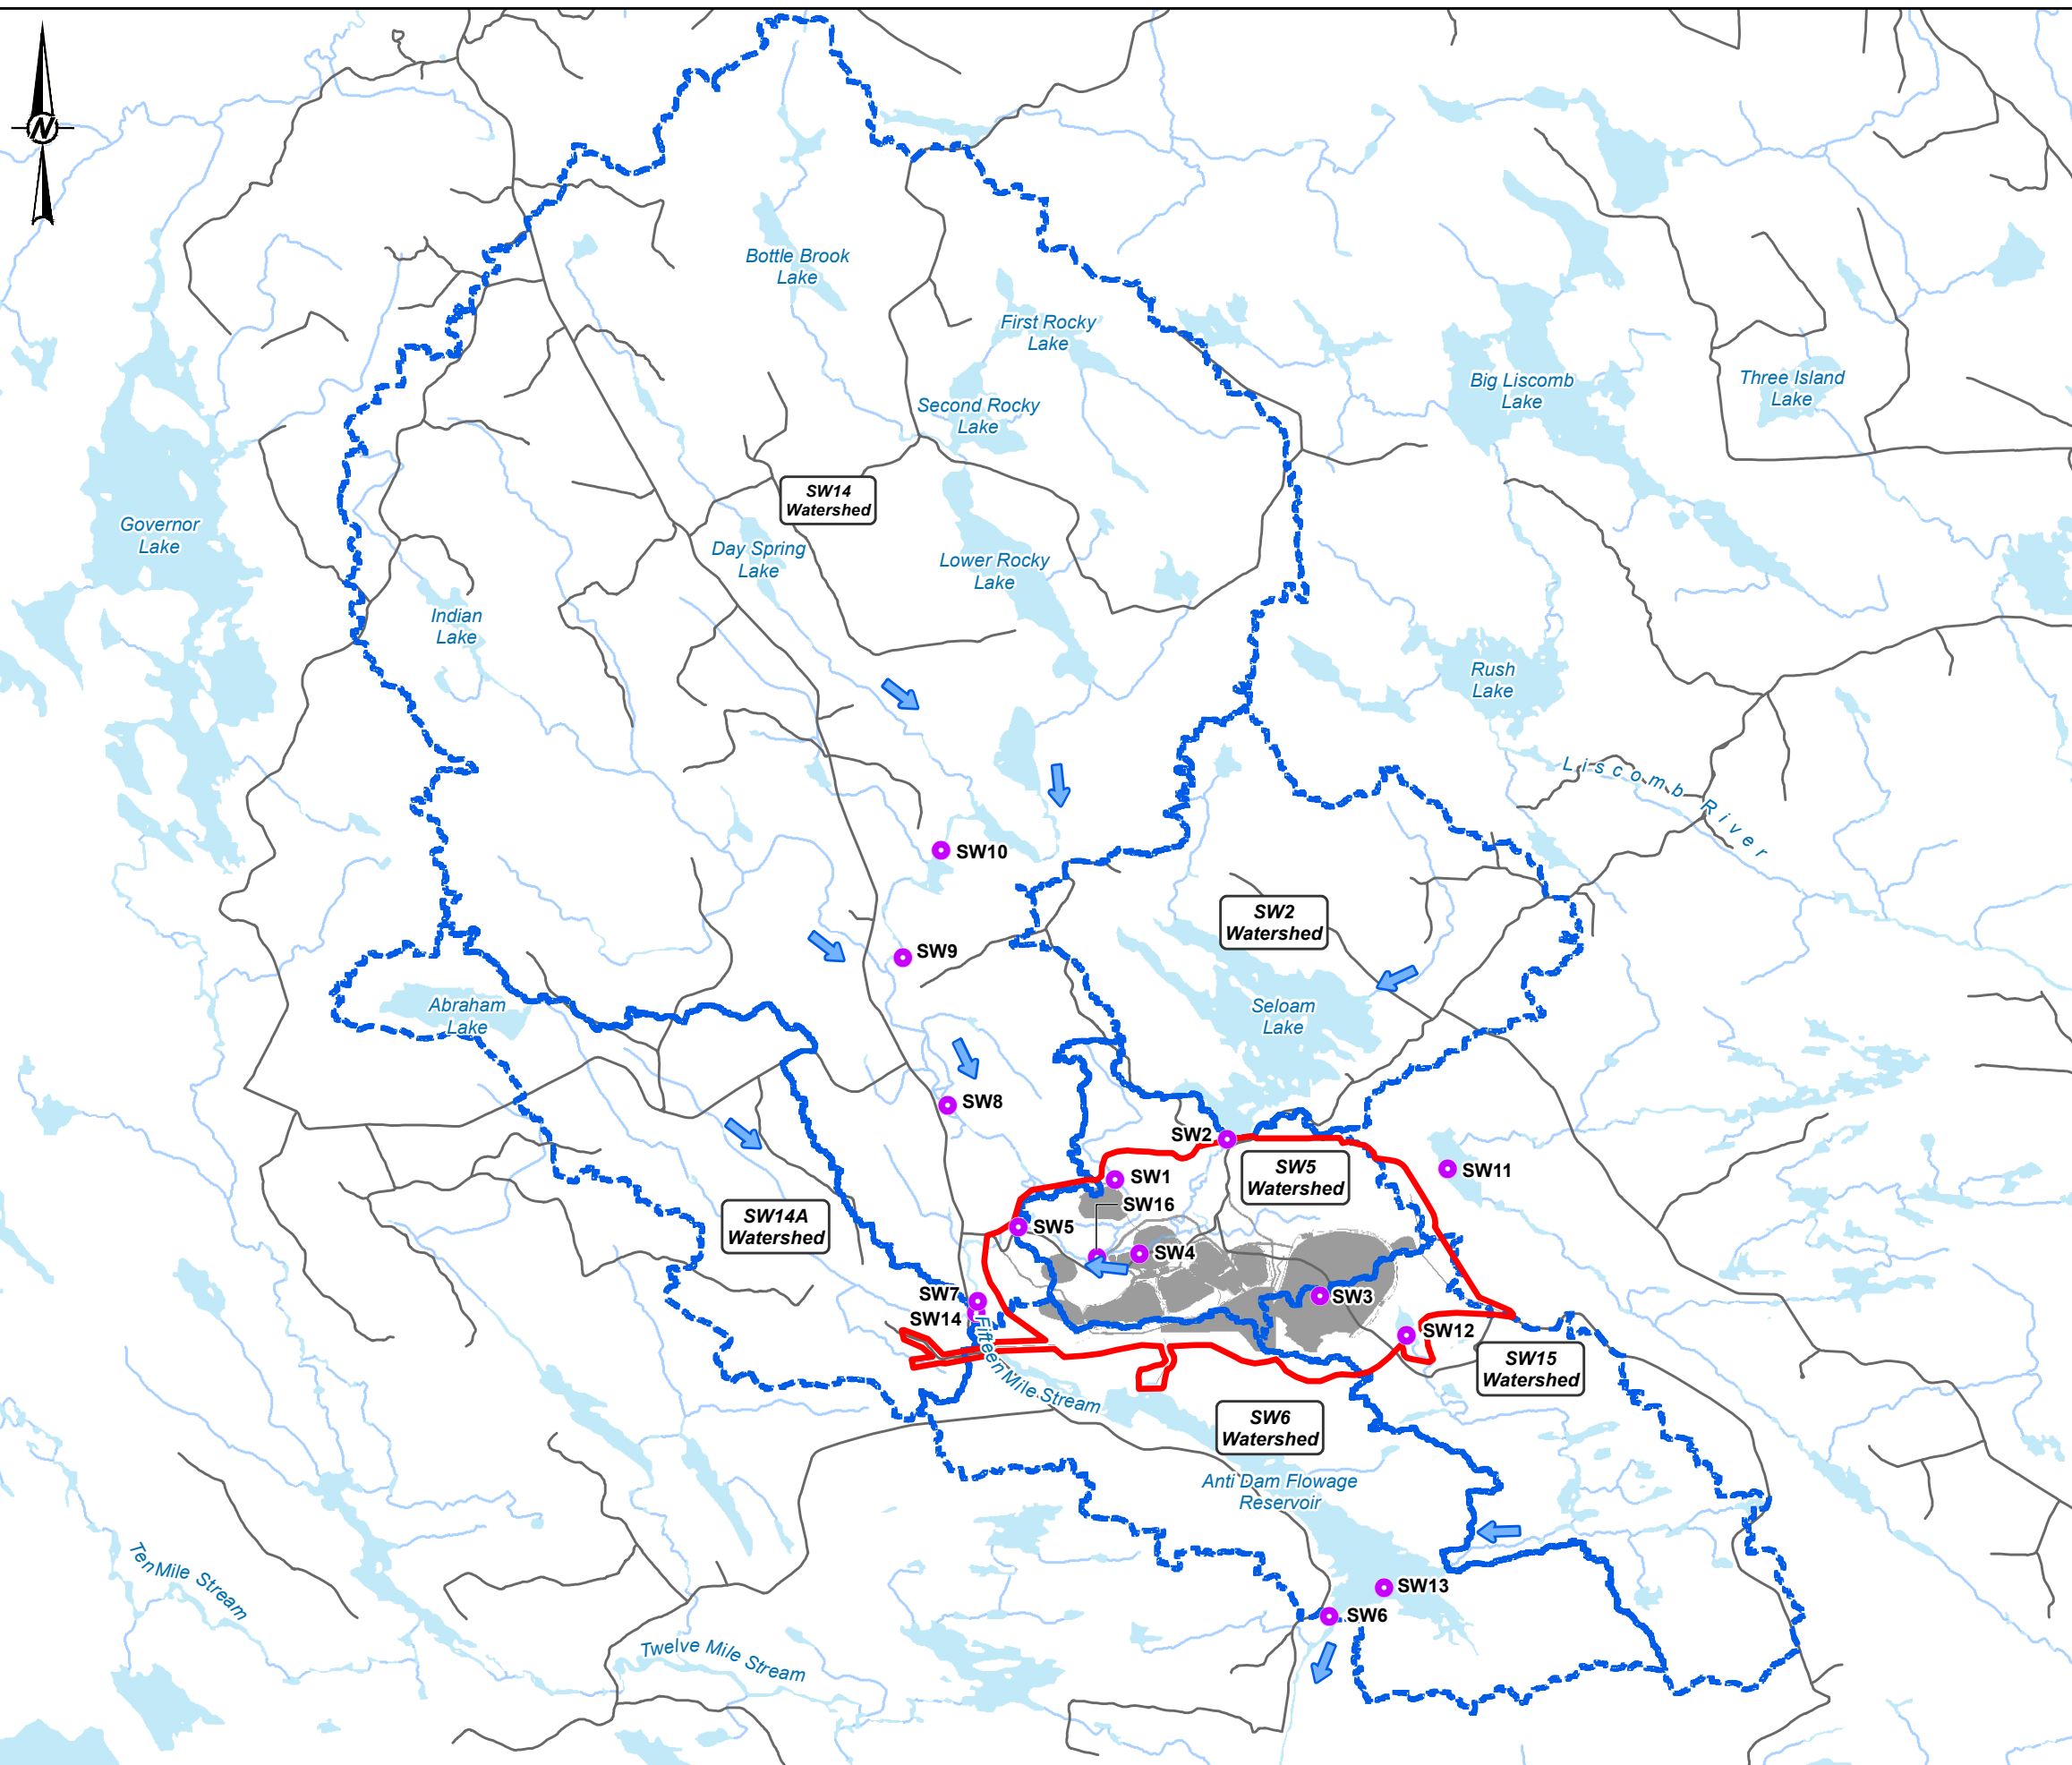 N
Bottle Brook
Lake
First Rocky
Lake
Big Liscomb
Lake
Three Island
Lake
Second Rocky
Lake
SW14
Watershed
Governor
Lake
Day Spring
Lake
Lower Rocky
Lake
Indian
Lake
Rush
Lake
Liscomb River
SW10
SW2
Watershed
SW9
Abraham
Lake
Seloam
Lake
SW8
SW2
SW5
Watershed
SW11
SW1
SW16
SW14A
Watershed
SW5
SW4
SW7
SW3
SW14
SW12
Fifteen Mile Stream
SW15
Watershed
SW6
Watershed
Anti Dam Flowage
Reservoir
TenMile Stream
SW13
SW6
Twelve Mile Stream